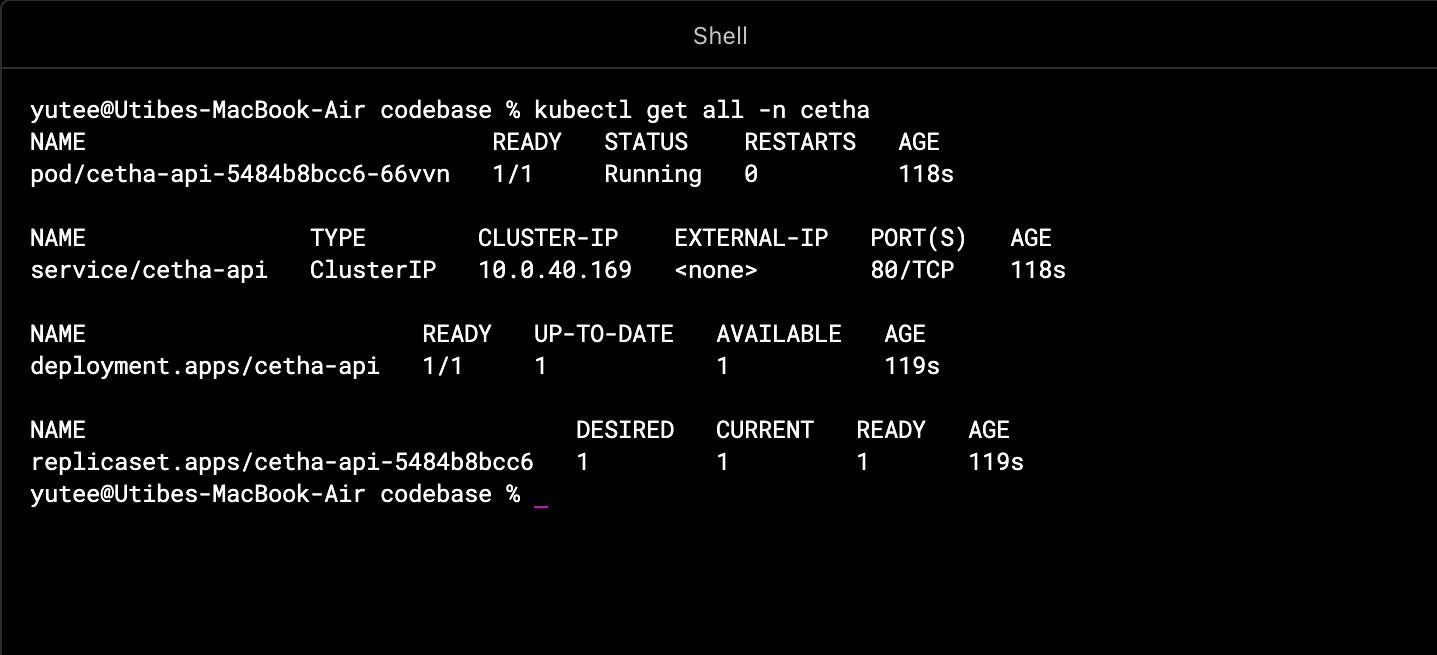 Shell
yutee@Utibes-MacBook-Air codebase % kubectl get all -n cetha
NAME                             READY   STATUS    RESTARTS   AGE
pod/cetha-api-5484b8bcc6-66vvn   1/1     Running   0          118s

NAME                TYPE        CLUSTER-IP    EXTERNAL-IP   PORT(S)   AGE
service/cetha-api   ClusterIP   10.0.40.169   <none>        80/TCP    118s

NAME                        READY   UP-TO-DATE   AVAILABLE   AGE
deployment.apps/cetha-api   1/1     1            1           119s

NAME                                   DESIRED   CURRENT   READY   AGE
replicaset.apps/cetha-api-5484b8bcc6   1         1         1       119s
yutee@Utibes-MacBook-Air codebase % _